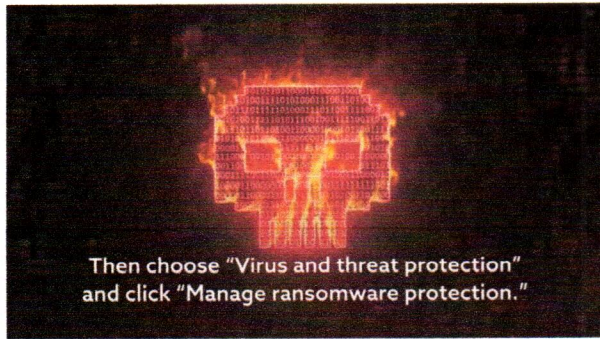 Then choose “Virus and threat protection”
and click “Manage ransomware protection.”